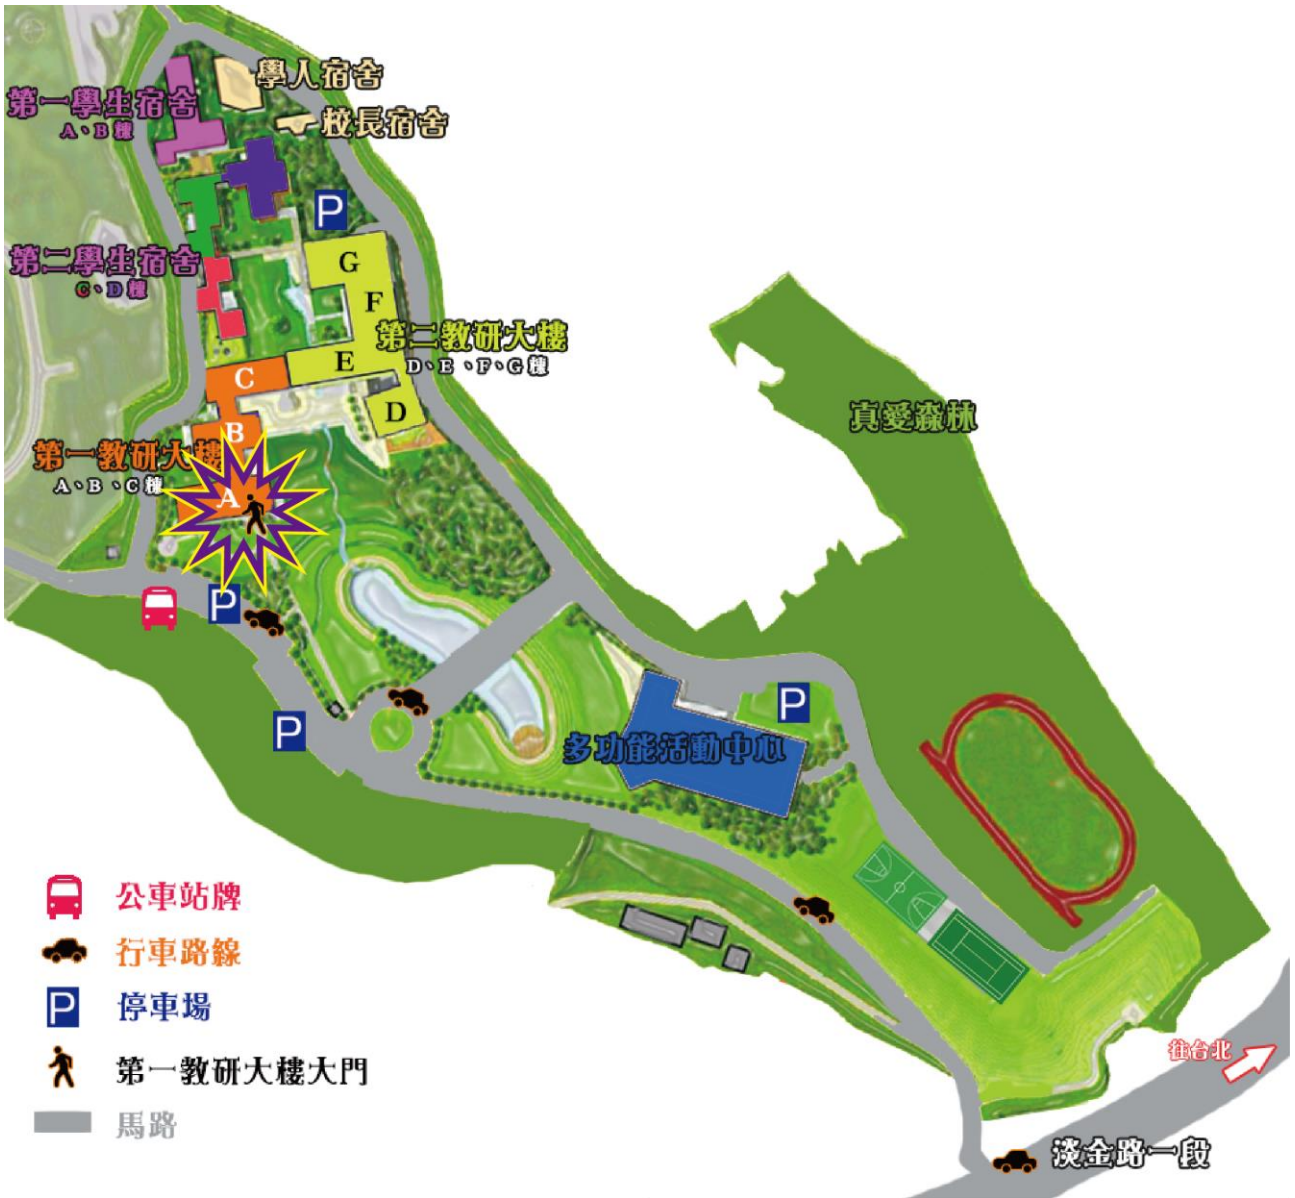 學人宿舍
第一學生宿舍
A、B棟
校長宿舍
P
第二學生宿舍
C、D棟
G
F
第二教研大樓
D、E、F、G棟
E
C
D
B
真愛森林
第一教研大樓
A、B、C棟
A
P
P
P
多功能活動中心
公車站牌
行車路線
P
停車場
第一教研大樓大門
馬路
往台北
淡金路一段